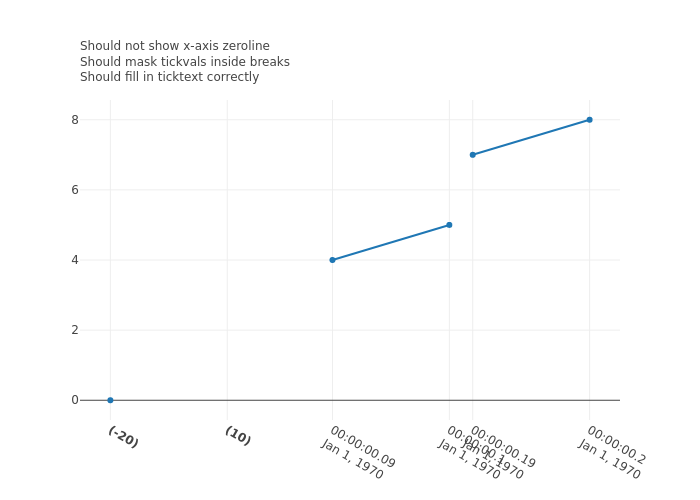 Should not show x-axis zeroline
Should mask tickvals inside breaks
Should fill in ticktext correctly
8
6
4
2
0
(-20)
(10)
00:00:00.09
Jan 1, 1970
00:00:00.1
Jan 1, 1970
00:00:00.19
Jan 1, 1970
00:00:00.2
Jan 1, 1970